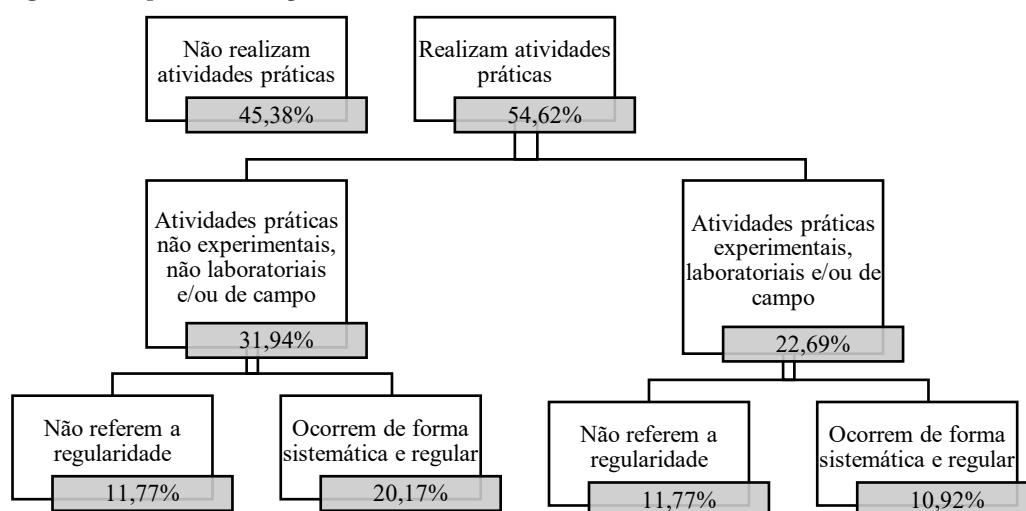 Não realizam
atividades práticas
45,38%
Realizam atividades
práticas
54,62%
Atividades práticas
não experimentais,
não laboratoriais
e/ou de campo
31,94%
Atividades práticas
experimentais,
laboratoriais e/ou de
campo
22,69%
Não referem a
regularidade
11,77%
Ocorrem de forma
sistemática e regular
20,17%
Não referem a
regularidade
11,77%
Ocorrem de forma
sistemática e regular
10,92%